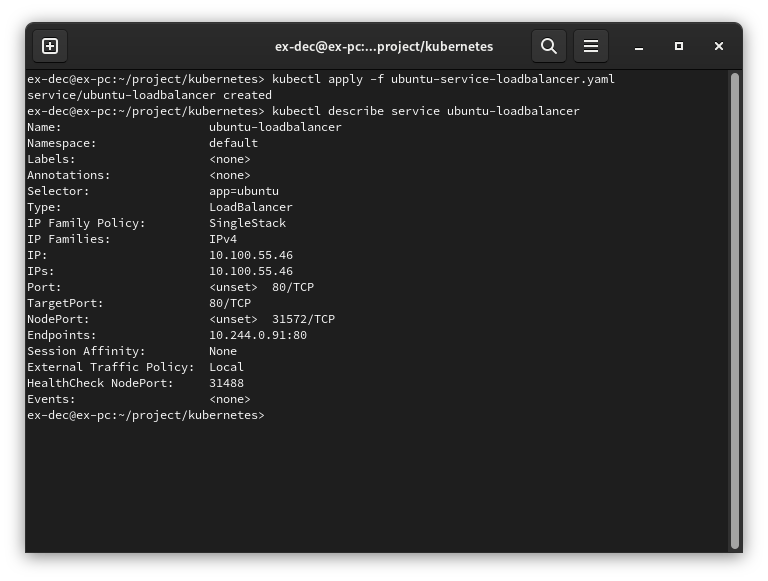 ex-dec@ex-pc:...project/kubernetes
ex-dec@ex-pc:~/project/kubernetes> kubectl apply -f ubuntu-service-loadbalancer.yaml
service/ubuntu-loadbalancer created
ex-dec@ex-pc:~/project/kubernetes> kubectl describe service ubuntu-loadbalancer
Name:                     ubuntu-loadbalancer
Namespace:                default
Labels:                   <none>
Annotations:              <none>
Selector:                 app=ubuntu
Type:                     LoadBalancer
IP Family Policy:         SingleStack
IP Families:              IPv4
IP:                       10.100.55.46
IPs:                      10.100.55.46
Port:                     <unset>  80/TCP
TargetPort:               80/TCP
NodePort:                 <unset>  31572/TCP
Endpoints:                10.244.0.91:80
Session Affinity:         None
External Traffic Policy:  Local
HealthCheck NodePort:     31488
Events:                   <none>
ex-dec@ex-pc:~/project/kubernetes>